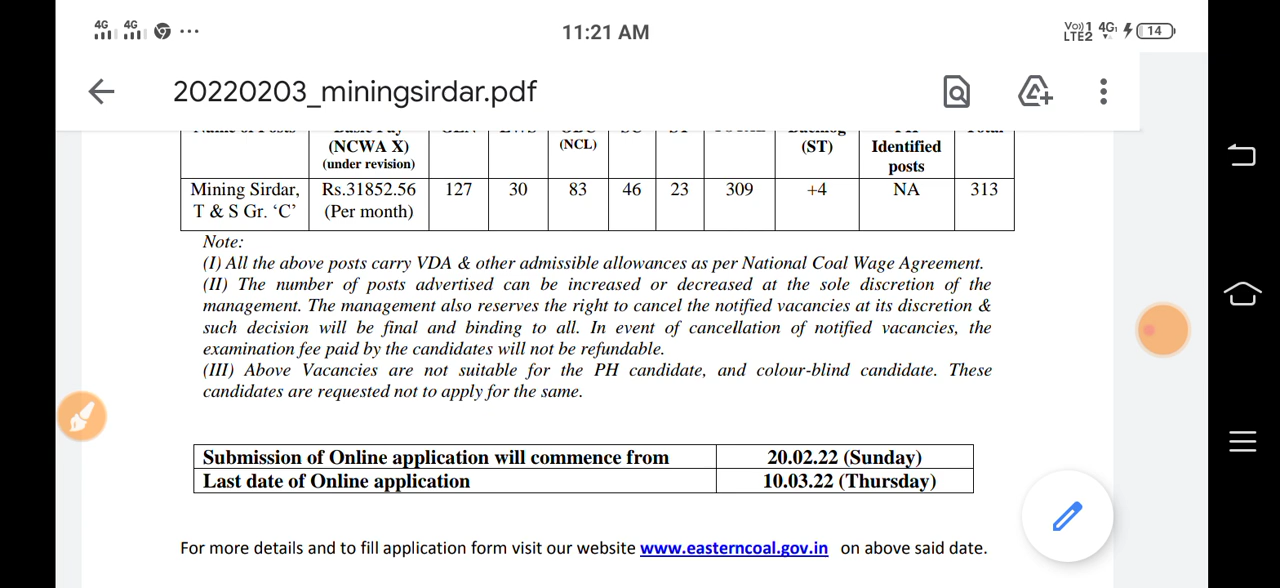 4G 4G ... 11:21 AM Vo)) 1 4G LTE2 14
20220203_miningsirdar.pdf
(NCWA X) (NCL) (ST) Identified
(under revision) posts
Mining Sirdar, Rs.31852.56 127 30 83 46 23 309 +4 NA 313
T & S Gr. ‘C’ (Per month)
Note:
(I) All the above posts carry VDA & other admissible allowances as per National Coal Wage Agreement.
(II) The number of posts advertised can be increased or decreased at the sole discretion of the
management. The management also reserves the right to cancel the notified vacancies at its discretion &
such decision will be final and binding to all. In event of cancellation of notified vacancies, the
examination fee paid by the candidates will not be refundable.
(III) Above Vacancies are not suitable for the PH candidate, and colour-blind candidate. These
candidates are requested not to apply for the same.
Submission of Online application will commence from 20.02.22 (Sunday)
Last date of Online application 10.03.22 (Thursday)
For more details and to fill application form visit our website www.easterncoal.gov.in on above said date.